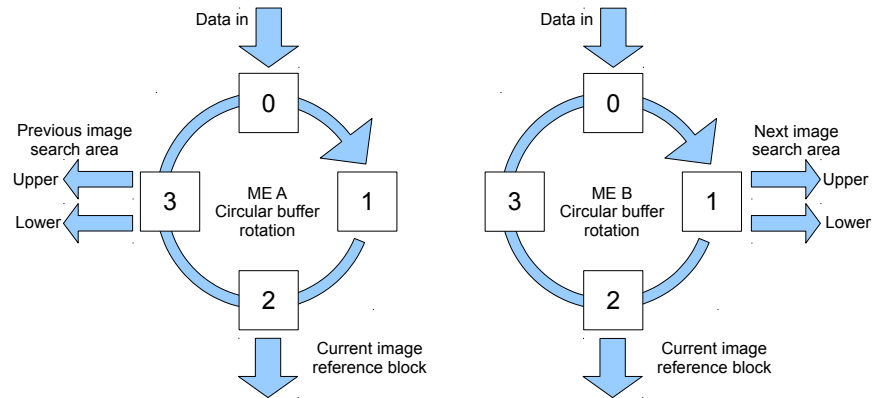 Data in
0
Previous image
search area
Upper
Lower
3
ME A
Circular buffer
rotation
1
2
Current image
reference block
Data in
0
Next image
search area
Upper
Lower
3
ME B
Circular buffer
rotation
1
2
Current image
reference block